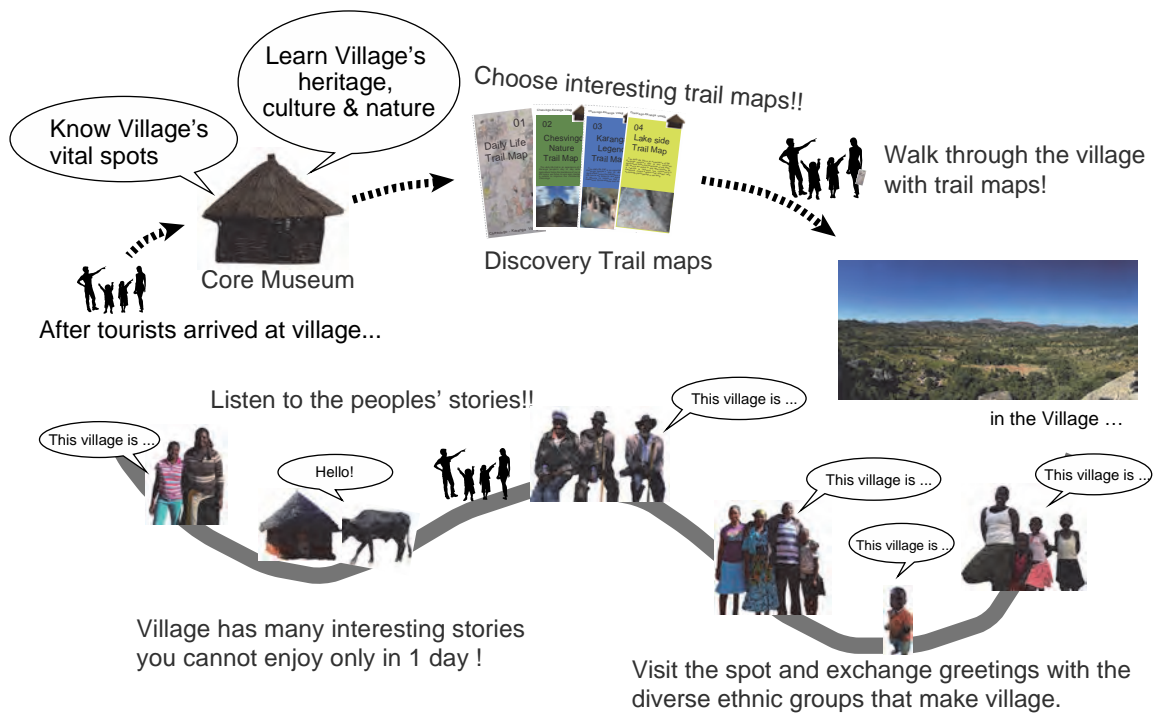 Know Village's
vital spots
Learn Village's
heritage,
culture & nature
Core Museum
After tourists arrived at village...
Choose interesting trail maps!!
01
Daily Life
Trail Map
02
Chesvingo
Nature
Trail Map
03
Karang
Legen
Trail Ma
04
Lake side
Trail Map
Discovery Trail maps
Walk through the village
with trail maps!
in the Village ...
Listen to the peoples' stories!!
This village is ...
Hello!
This village is ...
This village is ...
This village is ...
This village is ...
Village has many interesting stories
you cannot enjoy only in 1 day !
Visit the spot and exchange greetings with the
diverse ethnic groups that make village.